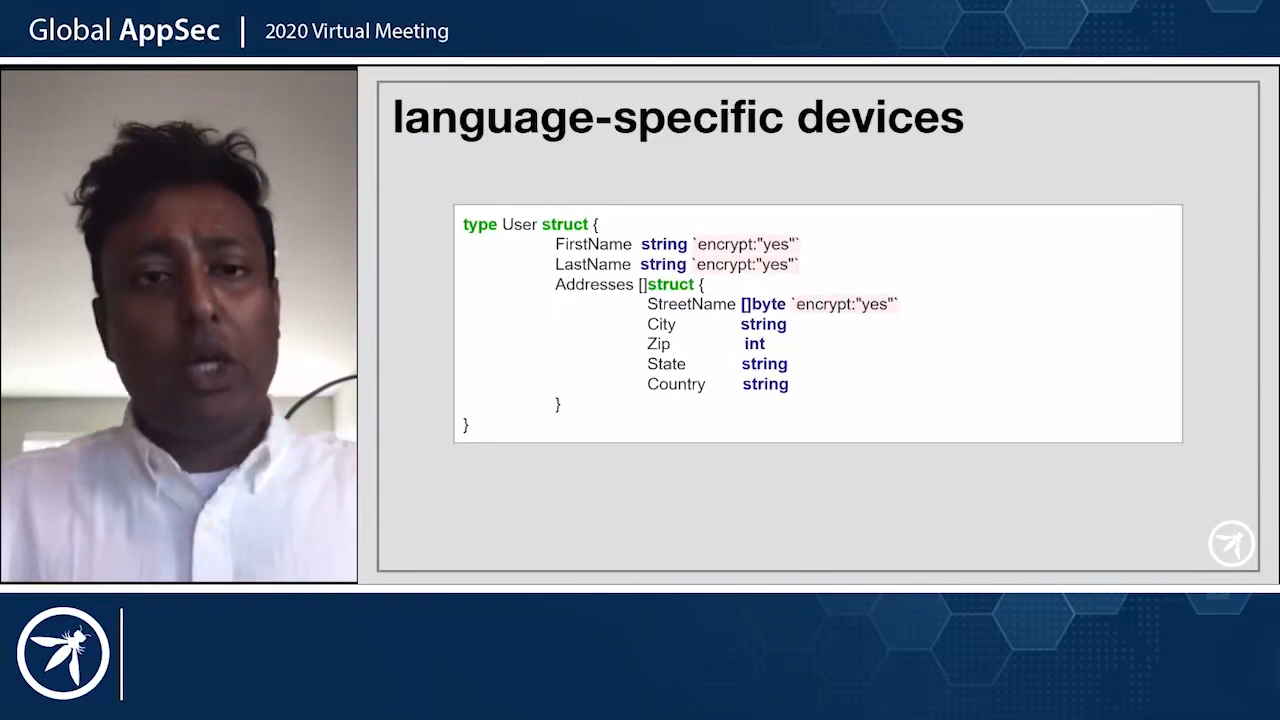 Global AppSec | 2020 Virtual Meeting
language-specific devices
type User struct {
FirstName string `encrypt:"yes"`
LastName string `encrypt:"yes"`
Addresses []struct {
StreetName []byte `encrypt:"yes"`
City string
Zip int
State string
Country string
}
}